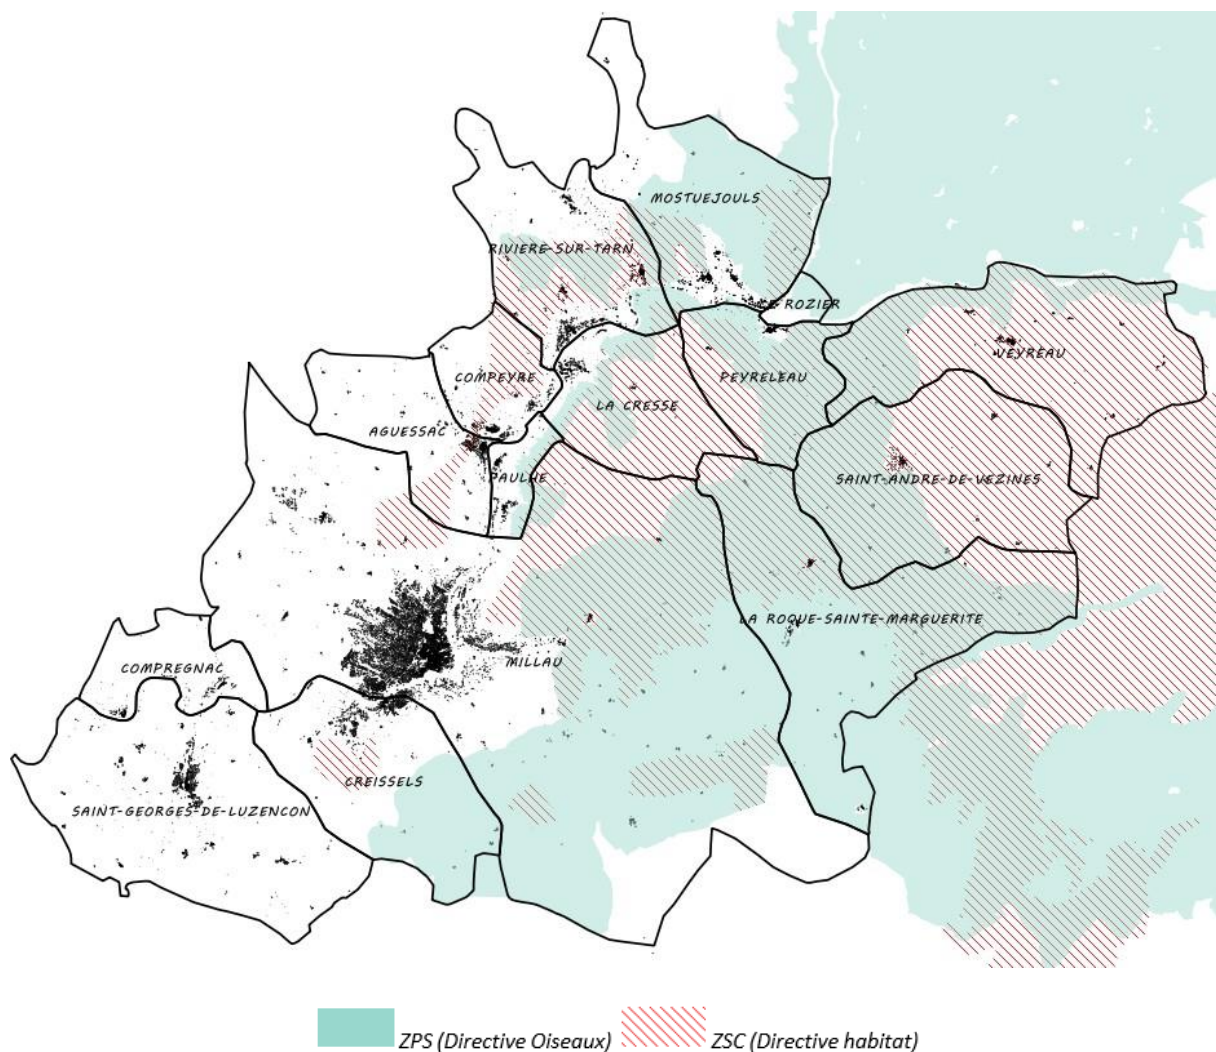 MOSTUEJOULS
RIVIERE-SUR-TARN
LE ROZIER
VEYREAU
COMPEYRE
PEYRELEAU
LA CRESSE
AGUESSAC
PAULHE
SAINT-ANDRE-DE-VEZINES
LA ROQUE-SAINTE-MARGUERITE
MILLAU
COMPREGNAC
CREISSELS
SAINT-GEORGES-DE-LUZENCON
ZPS (Directive Oiseaux) ZSC (Directive habitat)